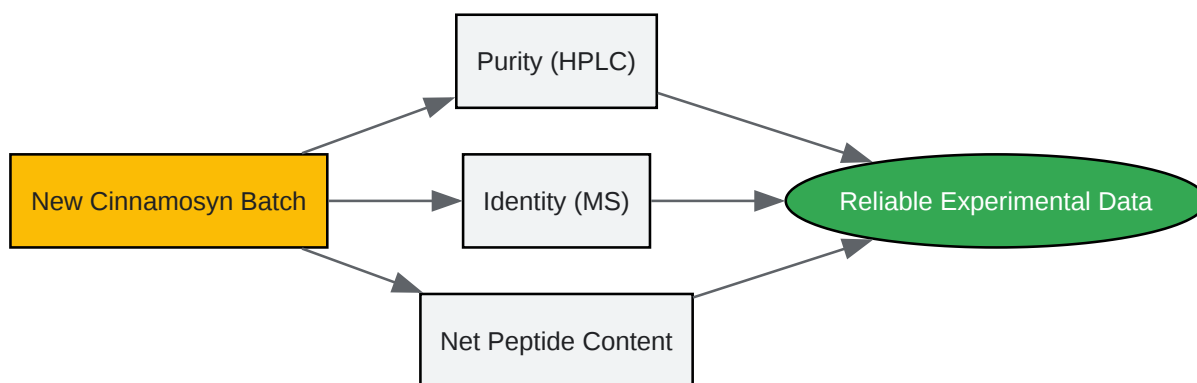 Purity (HPLC)
New Cinnamosyn Batch
Identity (MS)
Reliable Experimental Data
Net Peptide Content